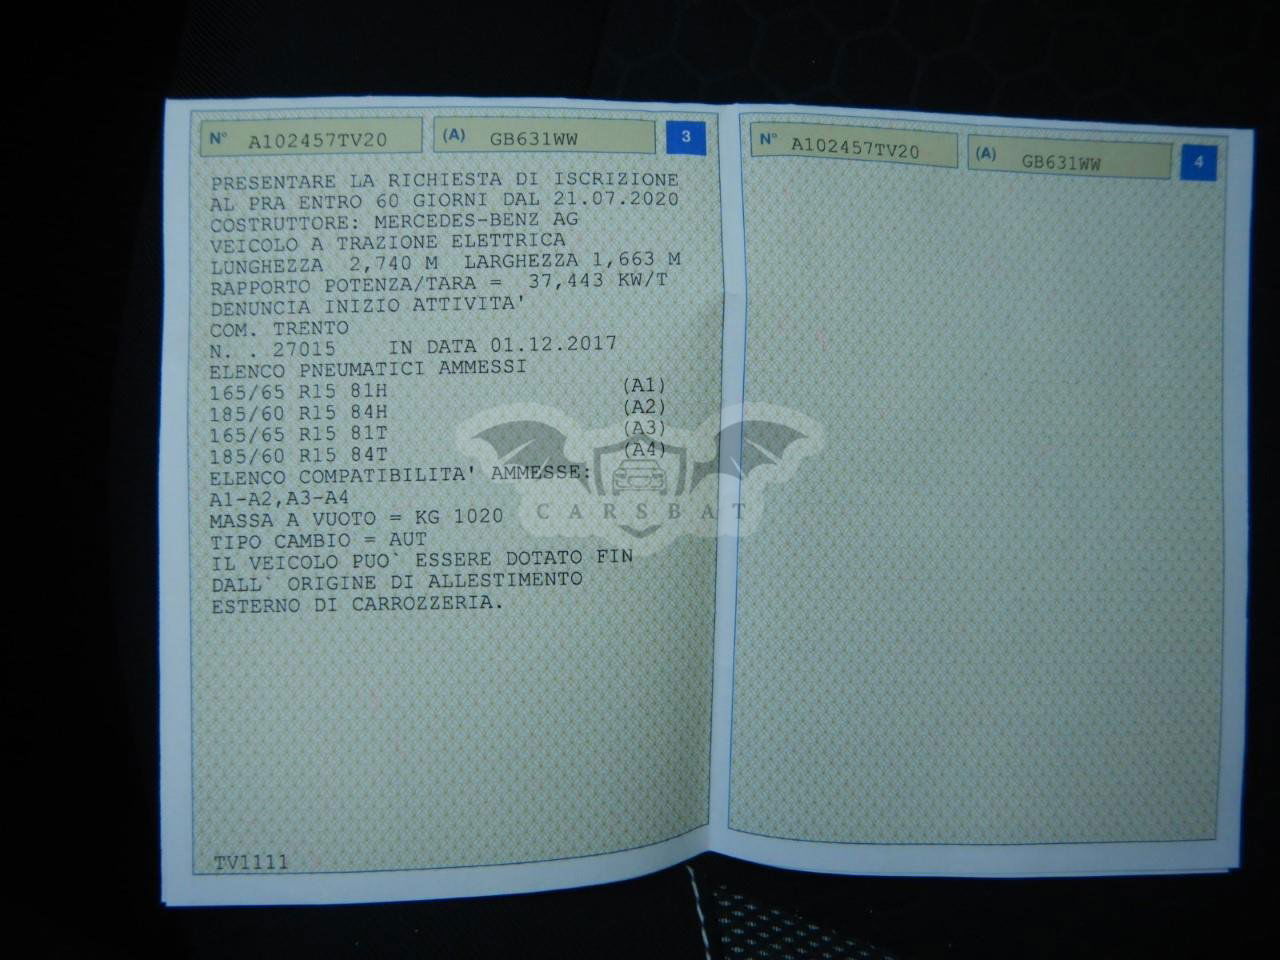 N° A102457TV20 (A) GB631WW 3
PRESENTARE LA RICHIESTA DI ISCRIZIONE
AL PRA ENTRO 60 GIORNI DAL 21.07.2020
COSTRUTTORE: MERCEDES-BENZ AG
VEICOLO A TRAZIONE ELETTRICA
LUNGHEZZA 2,740 M LARGHEZZA 1,663 M
RAPPORTO POTENZA/TARA = 37,443 KW/T
DENUNCIA INIZIO ATTIVITA'
COM. TRENTO
N. . 27015 IN DATA 01.12.2017
ELENCO PNEUMATICI AMMESSI
165/65 R15 81H (A1)
185/60 R15 84H (A2)
165/65 R15 81T (A3)
185/60 R15 84T (A4)
ELENCO COMPATIBILITA' AMMESSE:
A1-A2,A3-A4
MASSA A VUOTO = KG 1020
TIPO CAMBIO = AUT
IL VEICOLO PUO` ESSERE DOTATO FIN
DALL` ORIGINE DI ALLESTIMENTO
ESTERNO DI CARROZZERIA.
TV1111
N° A102457TV20 (A) GB631WW 4
CARSBAT